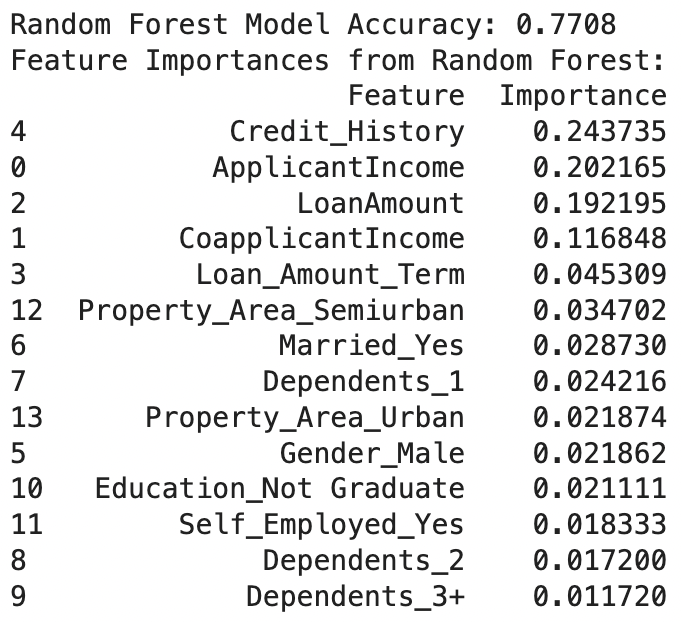 Random Forest Model Accuracy: 0.7708
Feature Importances from Random Forest:
Feature Importance
4 Credit_History 0.243735
0 ApplicantIncome 0.202165
2 LoanAmount 0.192195
1 CoapplicantIncome 0.116848
3 Loan_Amount_Term 0.045309
12 Property_Area_Semiurban 0.034702
6 Married_Yes 0.028730
7 Dependents_1 0.024216
13 Property_Area_Urban 0.021874
5 Gender_Male 0.021862
10 Education_Not Graduate 0.021111
11 Self_Employed_Yes 0.018333
8 Dependents_2 0.017200
9 Dependents_3+ 0.011720